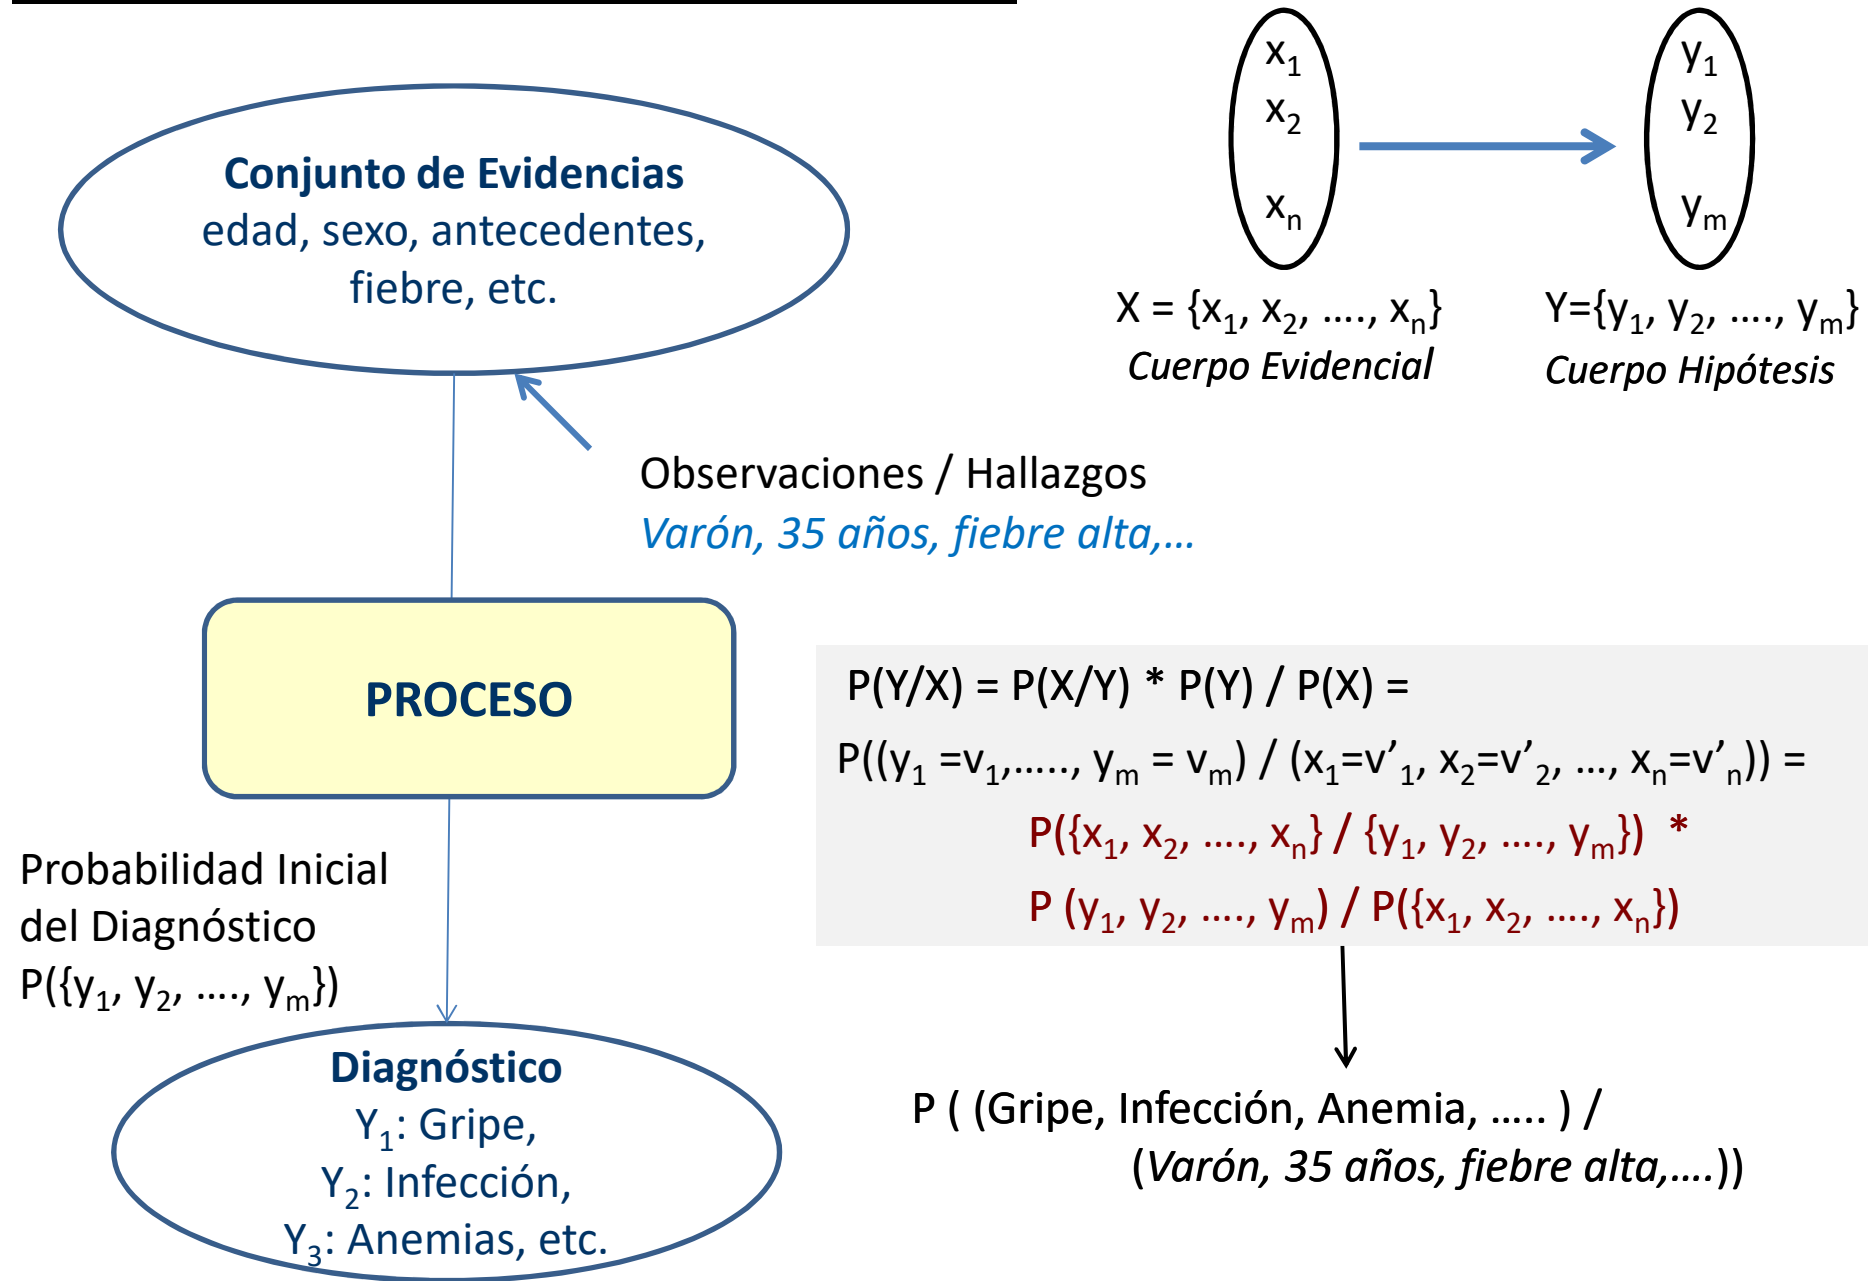 Conjunto de Evidencias
edad, sexo, antecedentes,
fiebre, etc.
x₁
x₂
xₙ
y₁
y₂
yₘ
X = {x₁, x₂, …., xₙ}
Cuerpo Evidencial
Y={y₁, y₂, …., yₘ}
Cuerpo Hipótesis
Observaciones / Hallazgos
Varón, 35 años, fiebre alta,…
PROCESO
P(Y/X) = P(X/Y) * P(Y) / P(X) =
P((y₁ =v₁,….., yₘ = vₘ) / (x₁=v’₁, x₂=v’₂, …, xₙ=v’ₙ)) =
P({x₁, x₂, …., xₙ} / {y₁, y₂, …., yₘ}) *
P (y₁, y₂, …., yₘ) / P({x₁, x₂, …., xₙ})
Probabilidad Inicial
del Diagnóstico
P({y₁, y₂, …., yₘ})
Diagnóstico
Y₁: Gripe,
Y₂: Infección,
Y₃: Anemias, etc.
P ( (Gripe, Infección, Anemia, ….. ) /
(Varón, 35 años, fiebre alta,….))